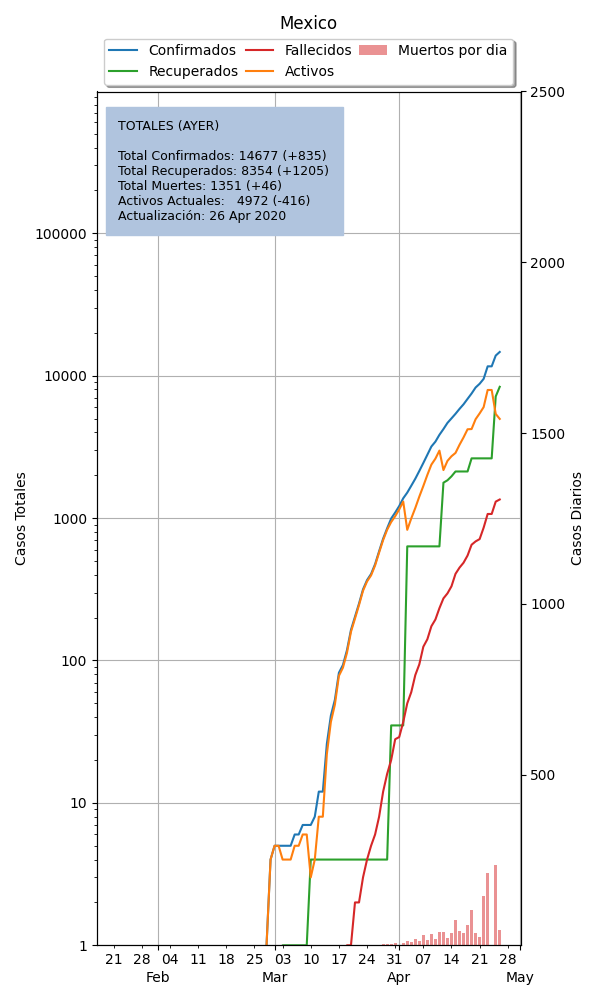 Mexico
Confirmados
Recuperados
Fallecidos
Activos
Muertos por dia
TOTALES (AYER)
Total Confirmados: 14677 (+835)
Total Recuperados: 8354 (+1205)
Total Muertes: 1351 (+46)
Activos Actuales:   4972 (-416)
Actualización: 26 Apr 2020
Casos Totales
100000
10000
1000
100
10
1
2500
2000
1500
1000
500
Casos Diarios
21 28 04 11 18 25 03 10 17 24 31 07 14 21 28
Feb Mar Apr May